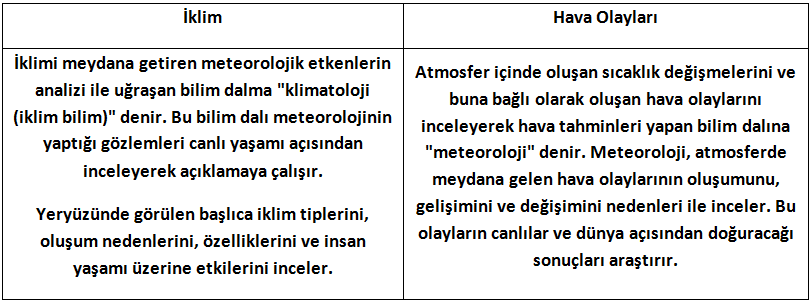 İklim
Hava Olayları
İklimi meydana getiren meteorolojik etkenlerin
analizi ile uğraşan bilim dalma "klimatoloji
(iklim bilim)" denir. Bu bilim dalı meteorolojinin
yaptığı gözlemleri canlı yaşamı açısından
inceleyerek açıklamaya çalışır.
Yeryüzünde görülen başlıca iklim tiplerini,
oluşum nedenlerini, özelliklerini ve insan
yaşamı üzerine etkilerini inceler.
Atmosfer içinde oluşan sıcaklık değişmelerini ve
buna bağlı olarak oluşan hava olaylarını
inceleyerek hava tahminleri yapan bilim dalına
"meteoroloji" denir. Meteoroloji, atmosferde
meydana gelen hava olaylarının oluşumunu,
gelişimini ve değişimini nedenleri ile inceler. Bu
olayların canlılar ve dünya açısından doğuracağı
sonuçları araştırır.